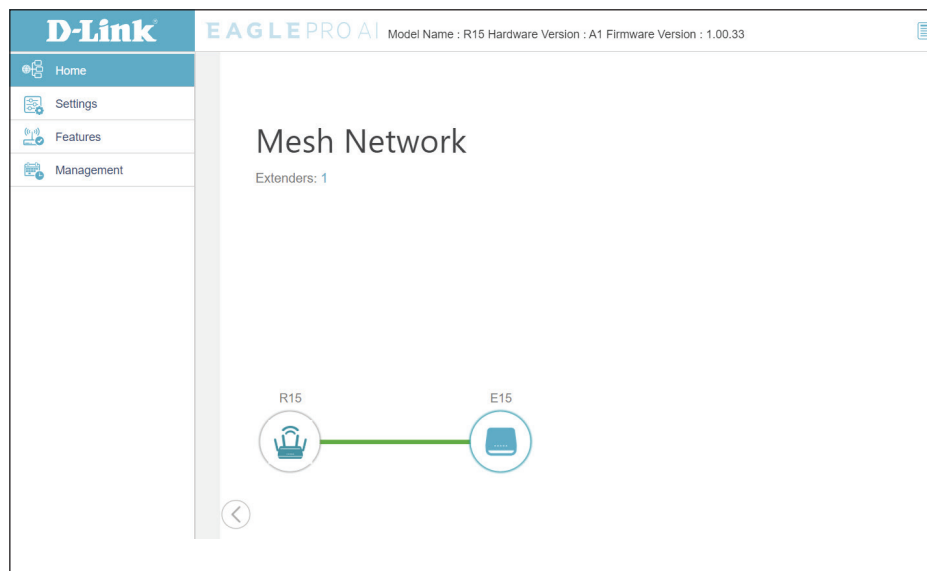 D-Link
EAGLE PRO AI Model Name : R15 Hardware Version : A1 Firmware Version : 1.00.33
Home
Settings
Features
Management
Mesh Network
Extenders: 1
R15 E15